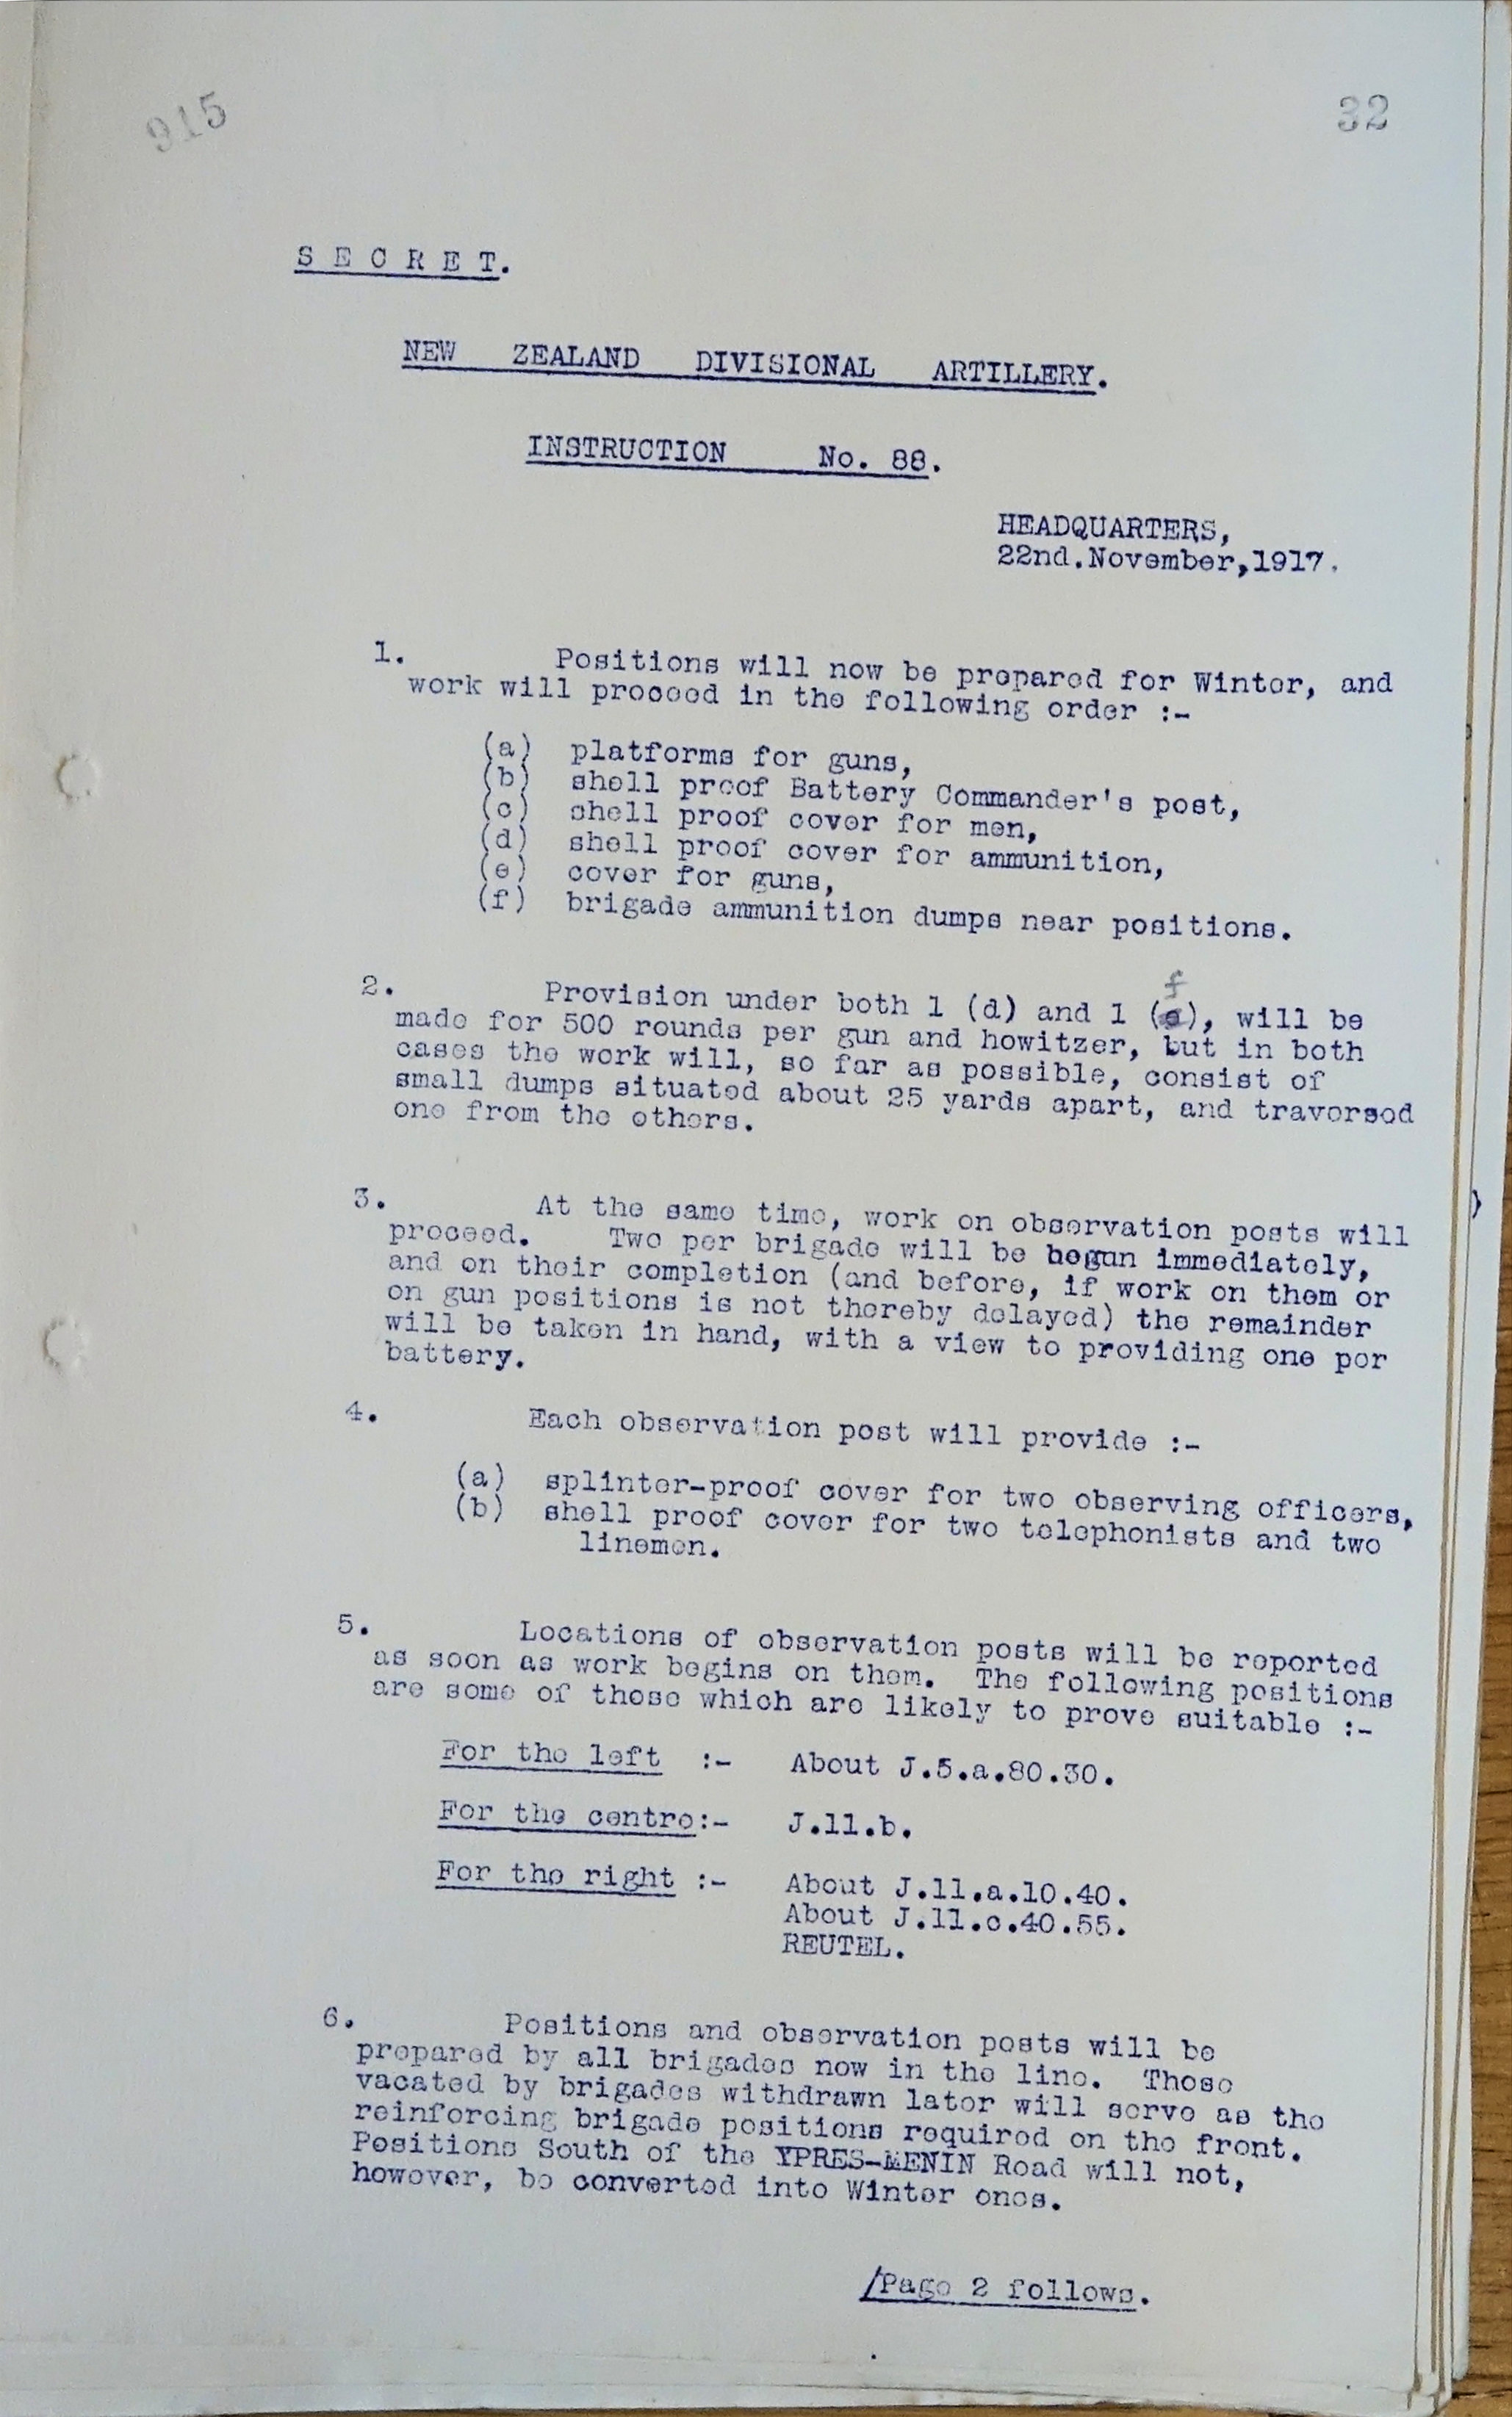 915
32
S E C R E T.
NEW ZEALAND DIVISIONAL ARTILLERY.
INSTRUCTION No. 88.
HEADQUARTERS,
22nd.November,1917.
1. Positions will now be prepared for Winter, and
work will proceed in the following order :-
(a) platforms for guns,
(b) shell proof Battery Commander's post,
(c) shell proof cover for men,
(d) shell proof cover for ammunition,
(e) cover for guns,
(f) brigade ammunition dumps near positions.
f
2. Provision under both 1 (d) and 1 (e), will be
made for 500 rounds per gun and howitzer, but in both
cases the work will, so far as possible, consist of
small dumps situated about 25 yards apart, and traversed
one from the others.
3. At the same time, work on observation posts will
proceed. Two per brigade will be begun immediately,
and on their completion (and before, if work on them or
on gun positions is not thereby delayed) the remainder
will be taken in hand, with a view to providing one per
battery.
4. Each observation post will provide :-
(a) splinter-proof cover for two observing officers,
(b) shell proof cover for two telephonists and two
linemen.
5. Locations of observation posts will be reported
as soon as work begins on them. The following positions
are some of those which are likely to prove suitable :-
For the left :- About J.5.a.80.30.
For the centre:- J.11.b.
For the right :- About J.11.a.10.40.
About J.11.c.40.55.
REUTEL.
6. Positions and observation posts will be
prepared by all brigades now in the line. Those
vacated by brigades withdrawn later will serve as the
reinforcing brigade positions required on the front.
Positions South of the YPRES-MENIN Road will not,
however, be converted into Winter ones.
/Page 2 follows.